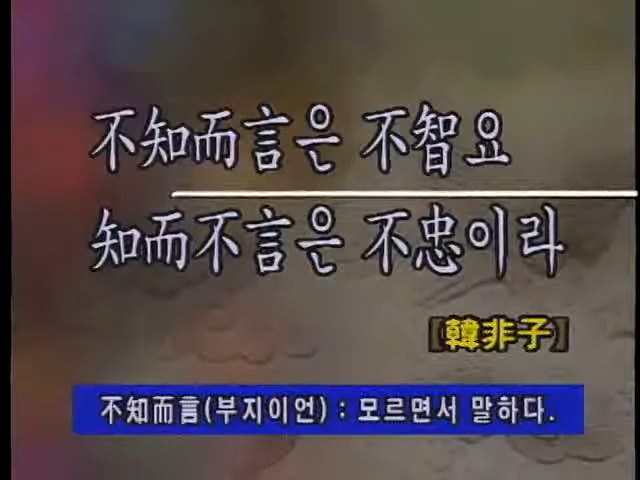 不知而言은 不智요
知而不言은 不忠이라
[韓非子]
不知而言(부지이언) : 모르면서 말하다.